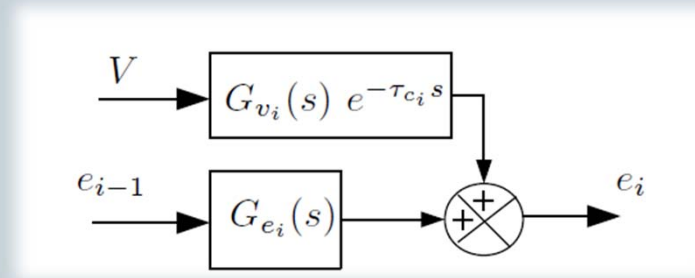 V
G_{v_i}(s) e^{-τ_{c_i} s}
e_{i-1}
G_{e_i}(s)
+
+
e_i